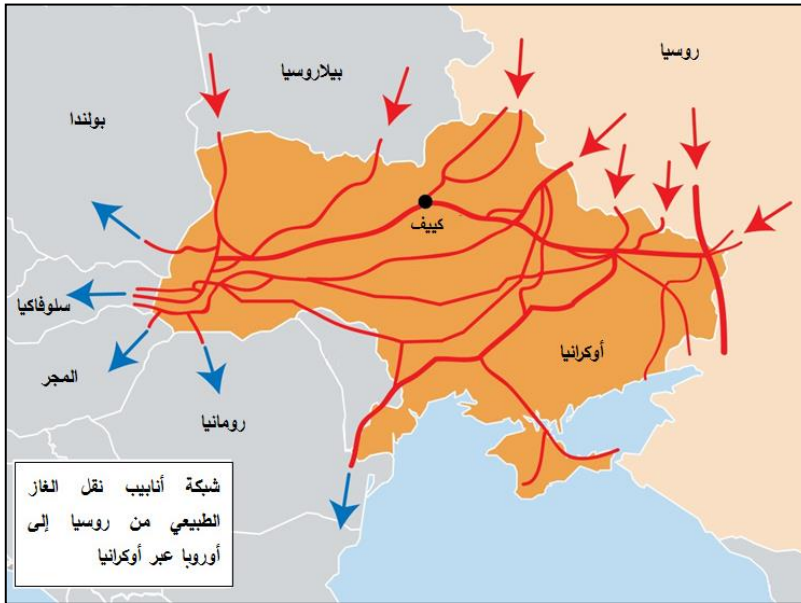 روسيا
بيلاروسيا
بولندا
كييف
سلوفاكيا
أوكرانيا
المجر
رومانيا
شبكة أنابيب نقل الغاز
الطبيعي من روسيا إلى
أوروبا عبر أوكرانيا